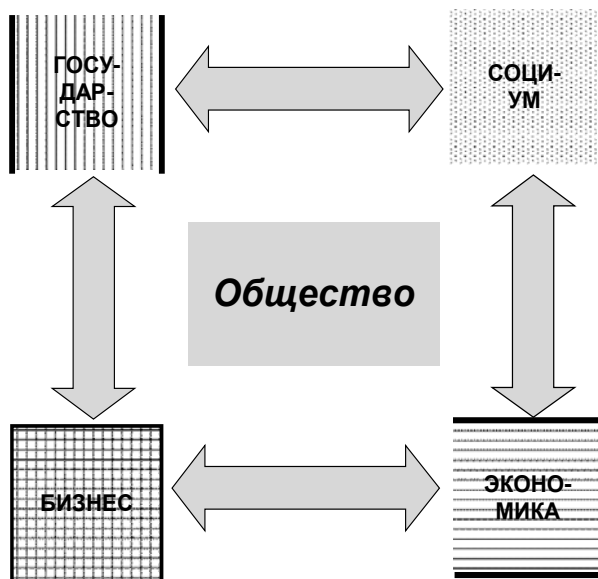 ГОСУ-
ДАР-
СТВО
СОЦИ-
УМ
Общество
БИЗНЕС
ЭКОНО-
МИКА